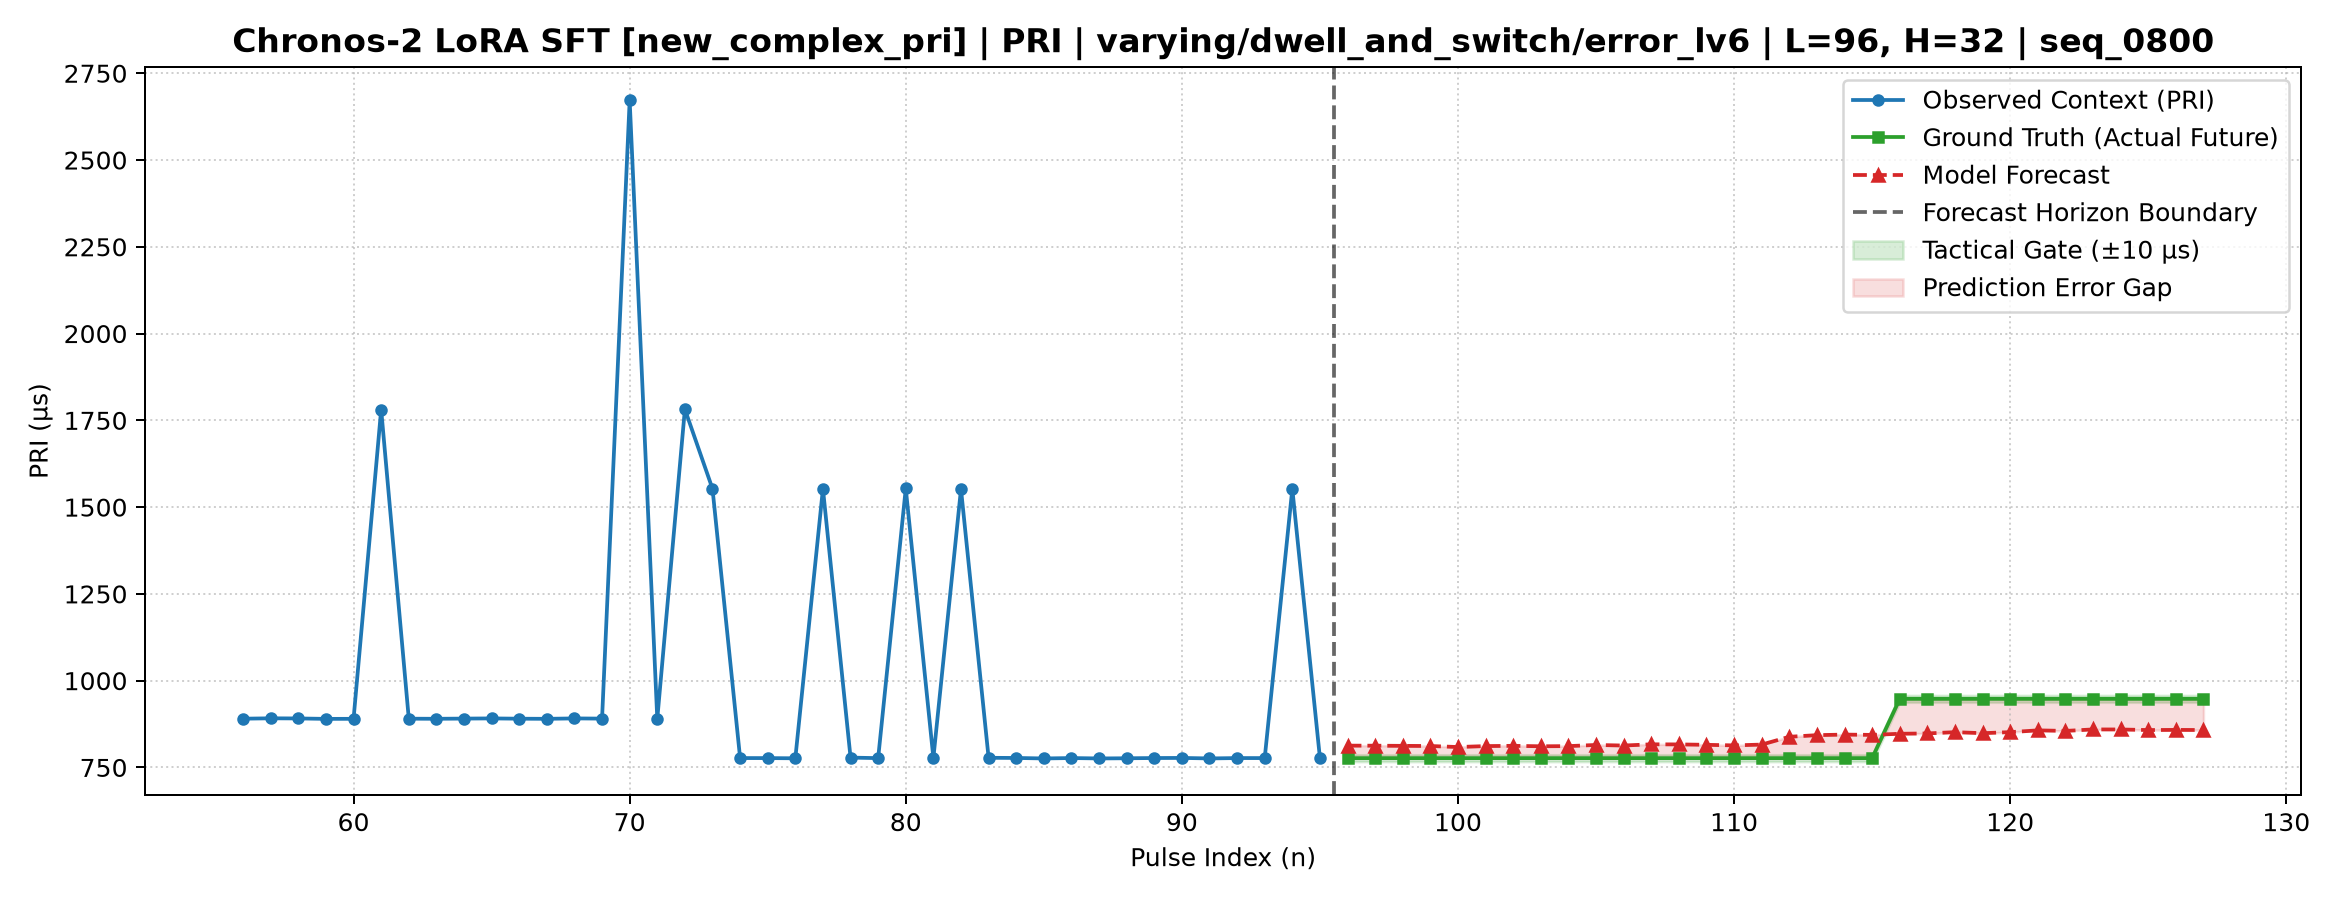 Chronos-2 LoRA SFT [new_complex_pri] | PRI | varying/dwell_and_switch/error_lv6 | L=96, H=32 | seq_0800
2750
2500
2250
2000
1750
1500
1250
1000
750
PRI (μs)
Observed Context (PRI)
Ground Truth (Actual Future)
Model Forecast
Forecast Horizon Boundary
Tactical Gate (±10 μs)
Prediction Error Gap
60 70 80 90 100 110 120 130
Pulse Index (n)